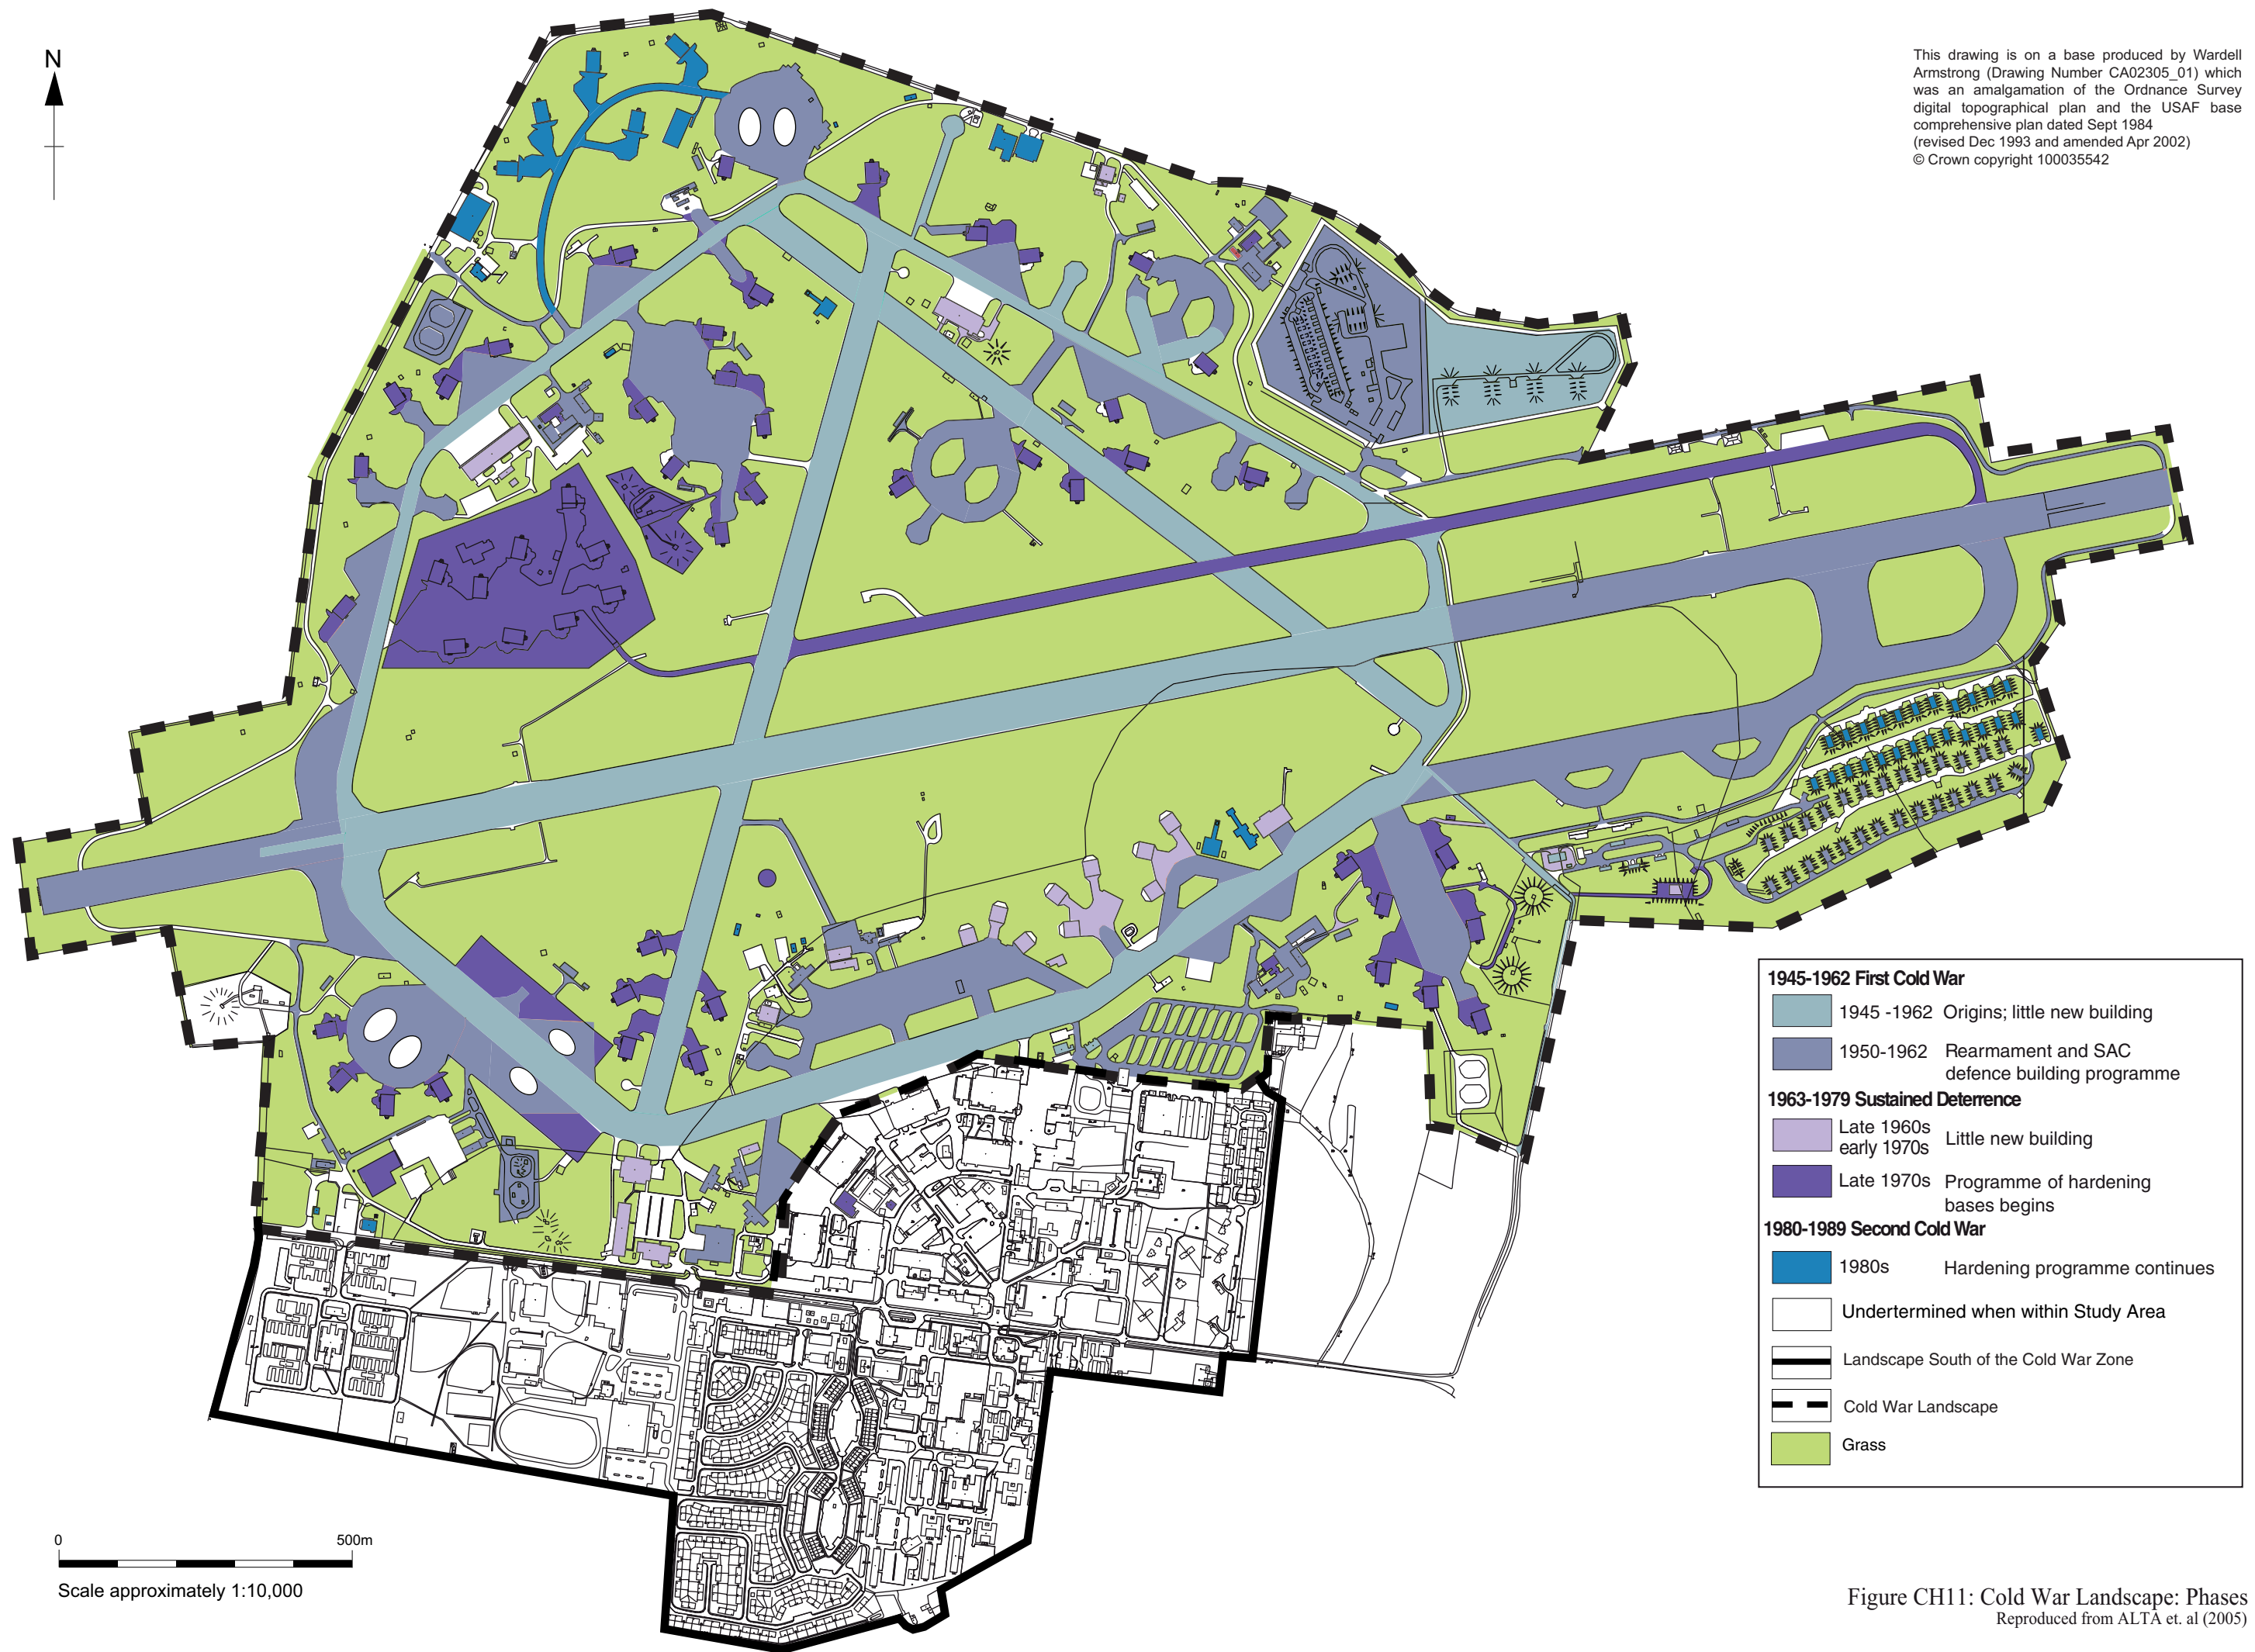 N
This drawing is on a base produced by Wardell
Armstrong (Drawing Number CA02305_01) which
was an amalgamation of the Ordnance Survey
digital topographical plan and the USAF base
comprehensive plan dated Sept 1984
(revised Dec 1993 and amended Apr 2002)
© Crown copyright 100035542
1945-1962 First Cold War
1945 -1962 Origins; little new building
1950-1962 Rearmament and SAC
defence building programme
1963-1979 Sustained Deterrence
Late 1960s
early 1970s Little new building
Late 1970s Programme of hardening
bases begins
1980-1989 Second Cold War
1980s Hardening programme continues
Undertermined when within Study Area
Landscape South of the Cold War Zone
Cold War Landscape
Grass
0 500m
Scale approximately 1:10,000
Figure CH11: Cold War Landscape: Phases
Reproduced from ALTA et. al (2005)